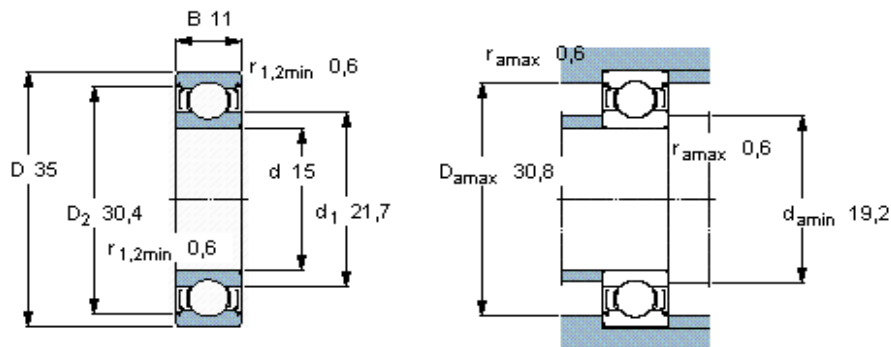 B 11
r1,2min 0,6
D 35
D2 30,4
d 15
d1 21,7
r1,2min 0,6
ramax 0,6
Damax 30,8
ramax 0,6
damin 19,2